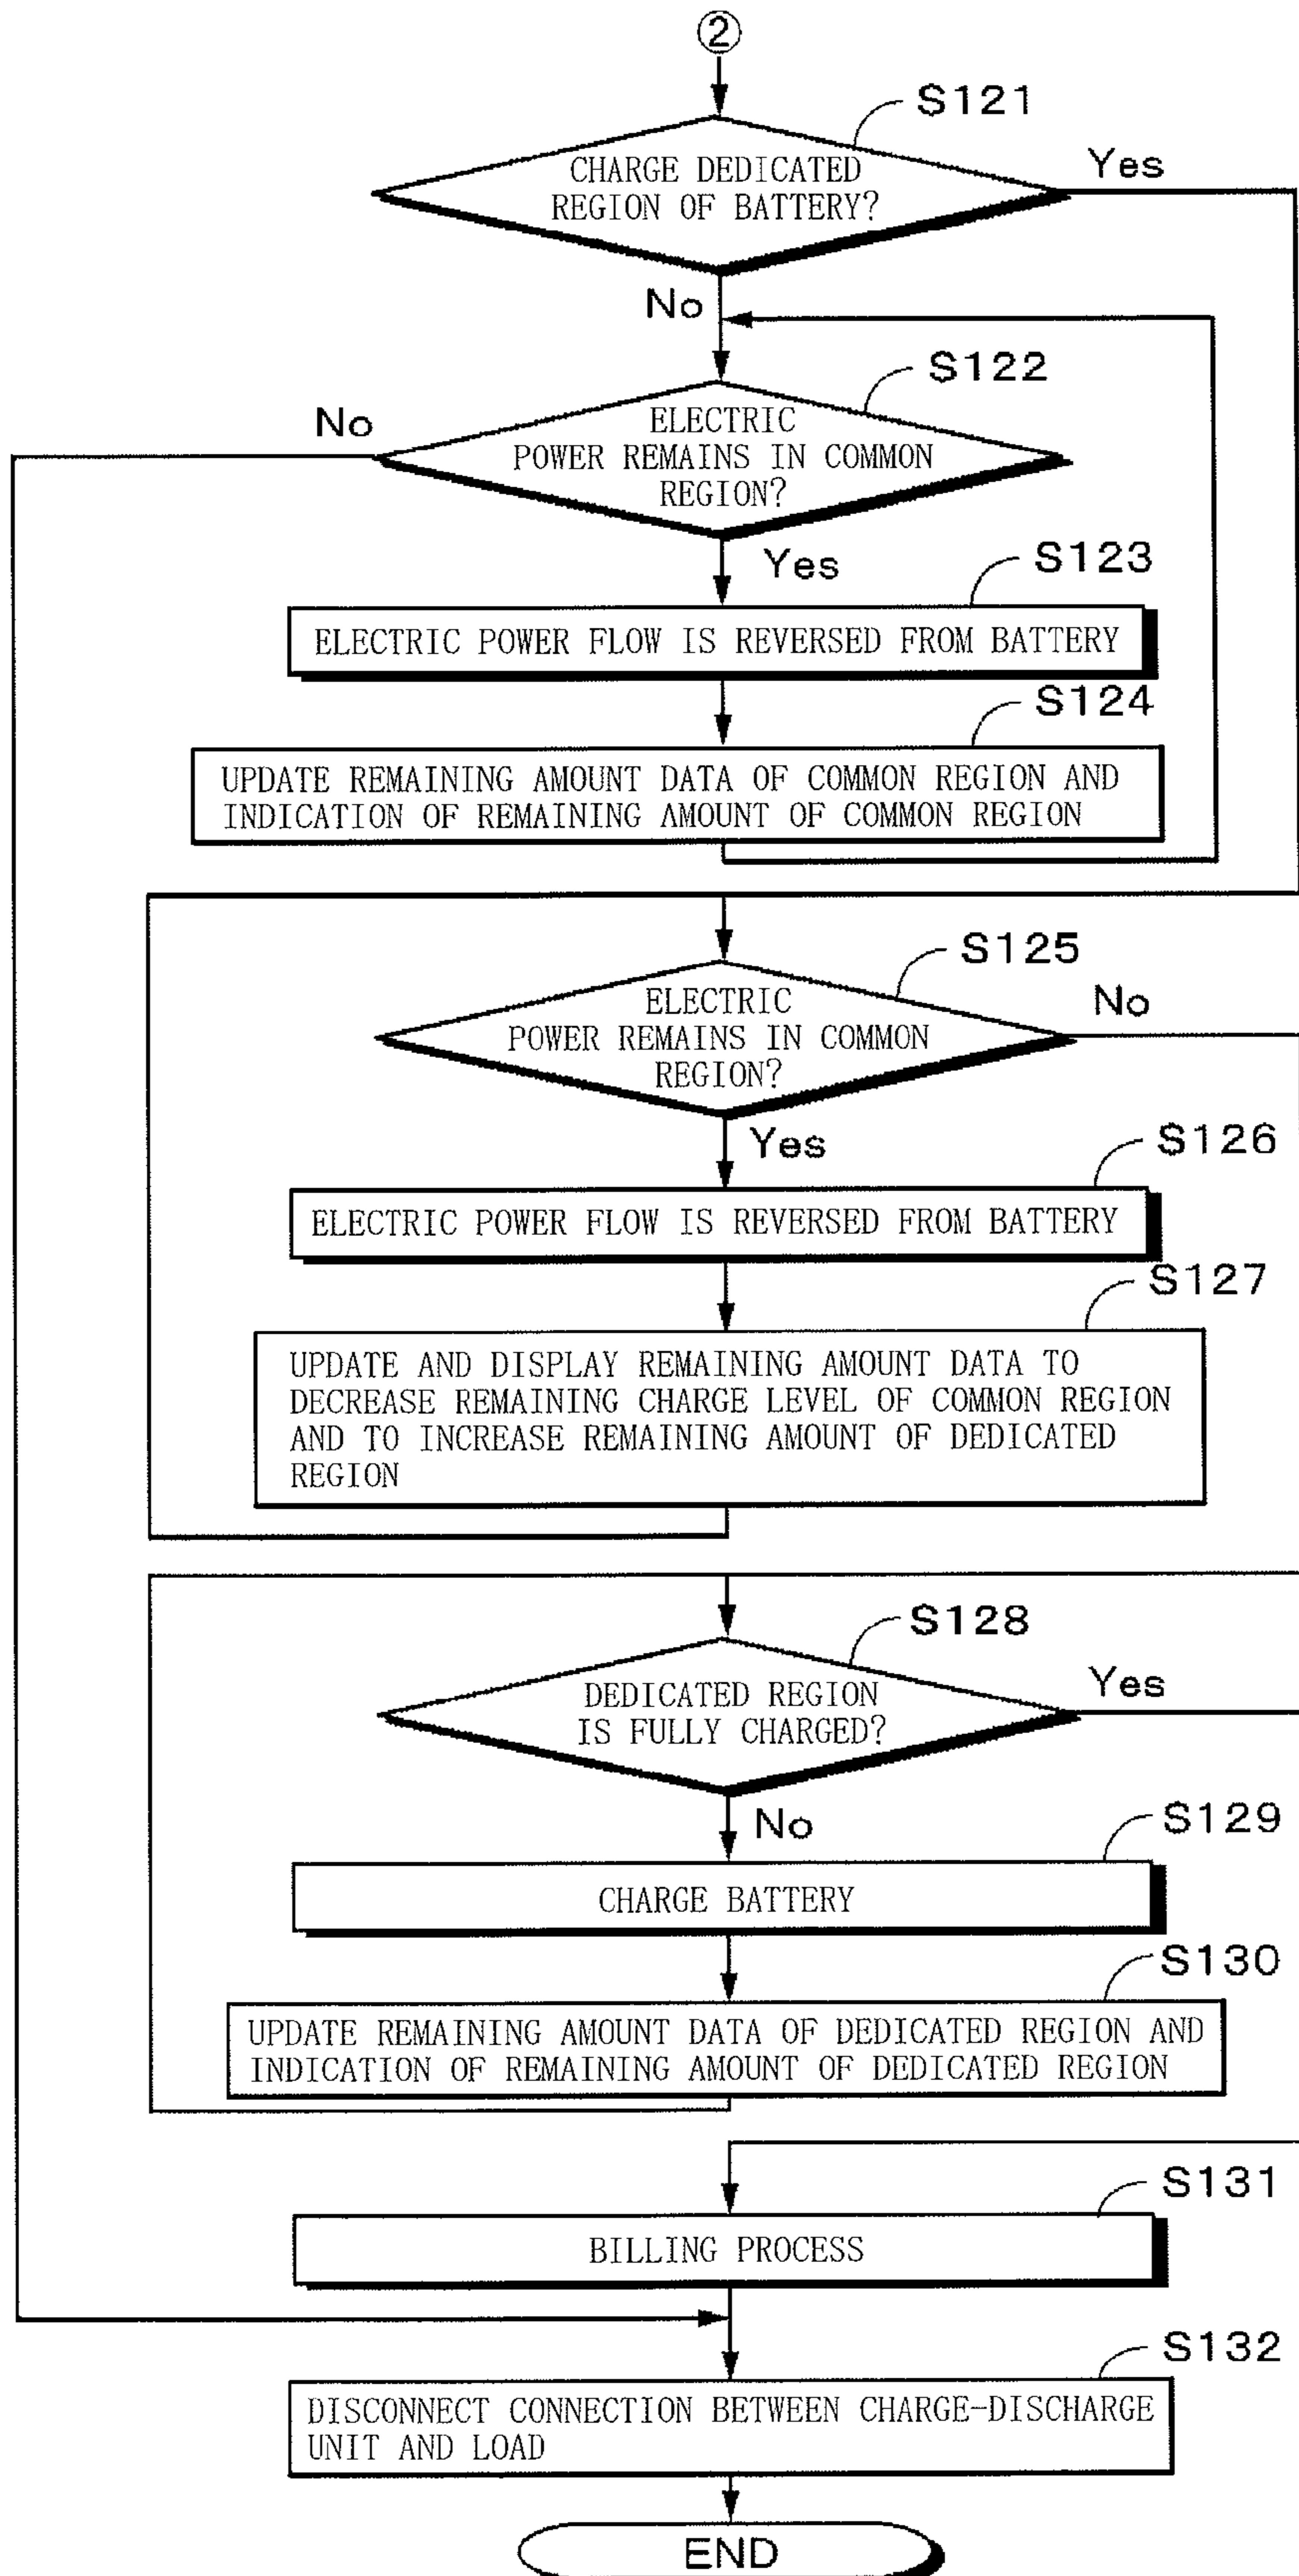 ②
S121
CHARGE DEDICATED
REGION OF BATTERY?
Yes
No
S122
ELECTRIC
POWER REMAINS IN COMMON
REGION?
No
Yes
S123
ELECTRIC POWER FLOW IS REVERSED FROM BATTERY
S124
UPDATE REMAINING AMOUNT DATA OF COMMON REGION AND
INDICATION OF REMAINING AMOUNT OF COMMON REGION
S125
ELECTRIC
POWER REMAINS IN COMMON
REGION?
No
Yes
S126
ELECTRIC POWER FLOW IS REVERSED FROM BATTERY
S127
UPDATE AND DISPLAY REMAINING AMOUNT DATA TO
DECREASE REMAINING CHARGE LEVEL OF COMMON REGION
AND TO INCREASE REMAINING AMOUNT OF DEDICATED
REGION
S128
DEDICATED REGION
IS FULLY CHARGED?
Yes
No
S129
CHARGE BATTERY
S130
UPDATE REMAINING AMOUNT DATA OF DEDICATED REGION AND
INDICATION OF REMAINING AMOUNT OF DEDICATED REGION
S131
BILLING PROCESS
S132
DISCONNECT CONNECTION BETWEEN CHARGE-DISCHARGE
UNIT AND LOAD
END